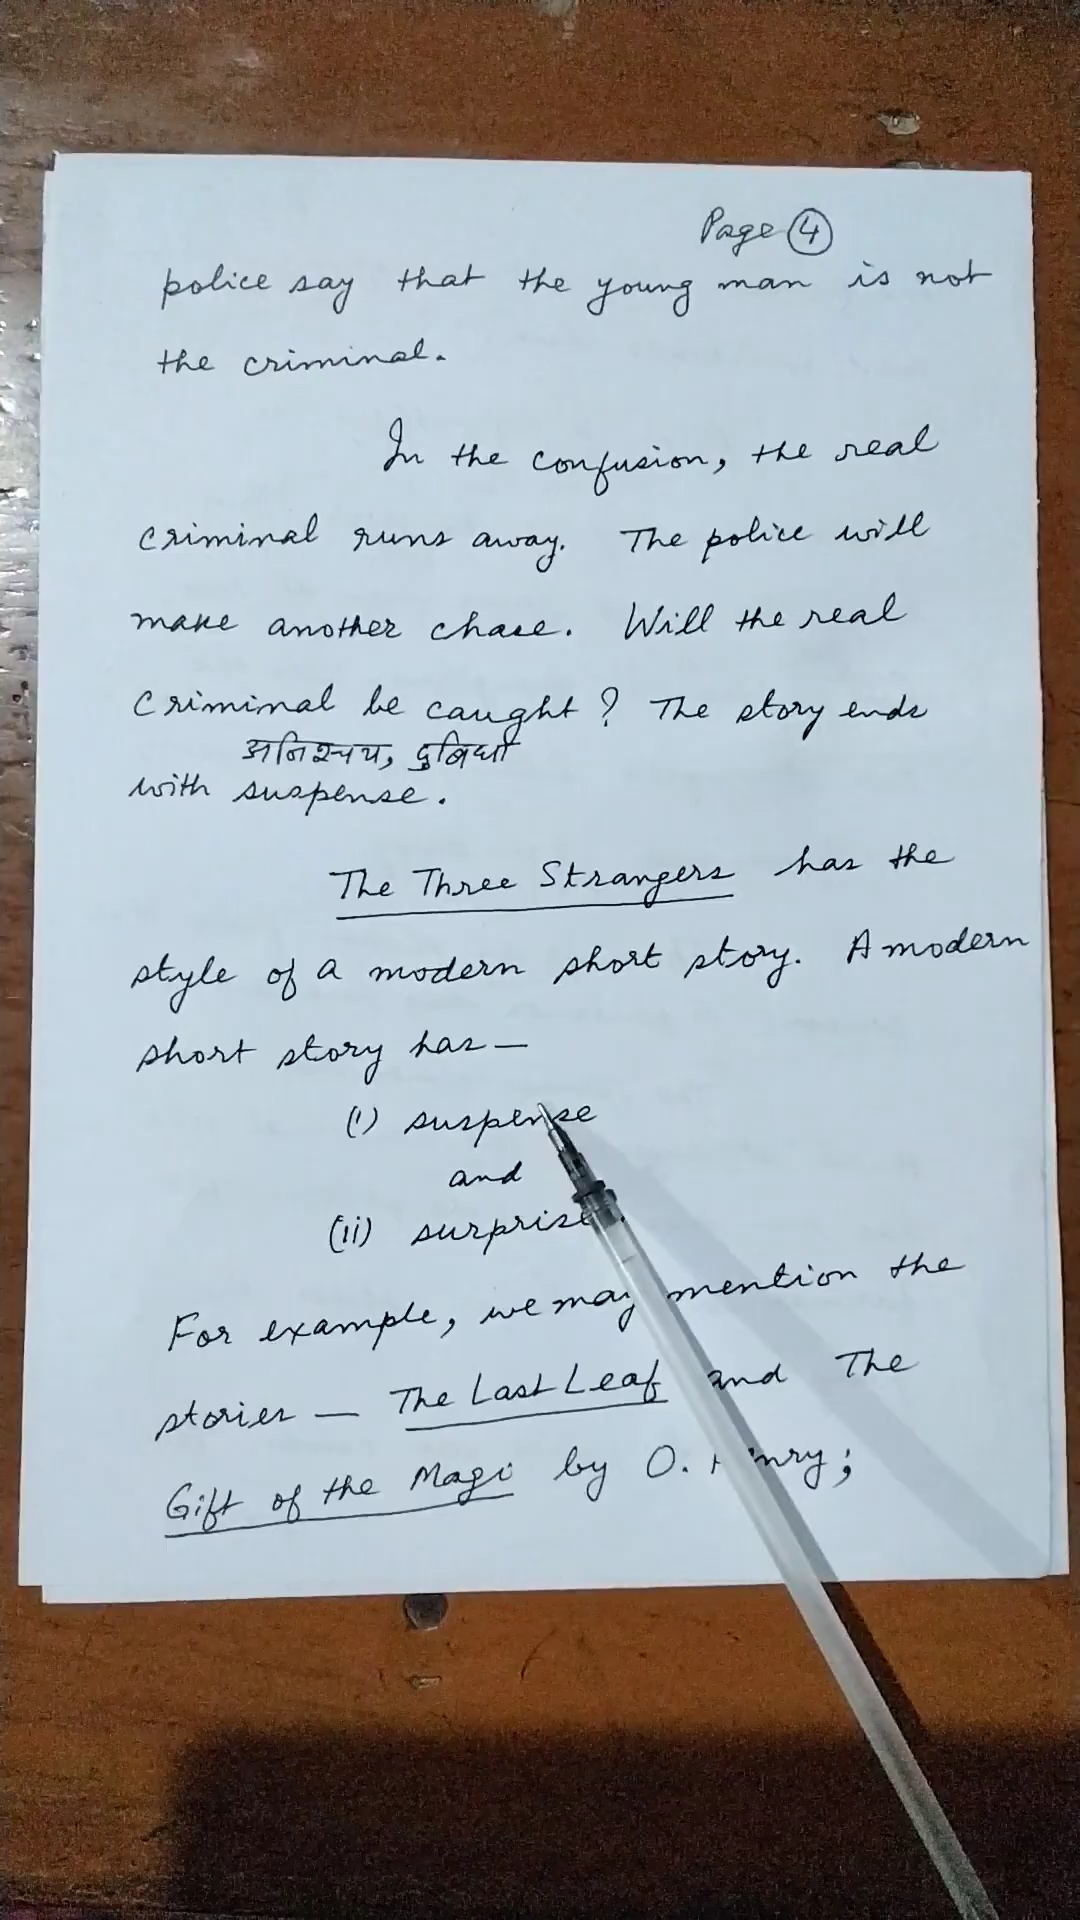 Page 4
police say that the young man is not
the criminal.
In the confusion, the real
criminal runs away. The police will
make another chase. Will the real
criminal be caught? The story ends
अनिश्चय, दुविधा
with suspense.
The Three Strangers has the
style of a modern short story. A modern
short story has —
(i) suspense
and
(ii) surprise.
For example, we may mention the
stories — The Last Leaf and The
Gift of the Magi by O. Henry;